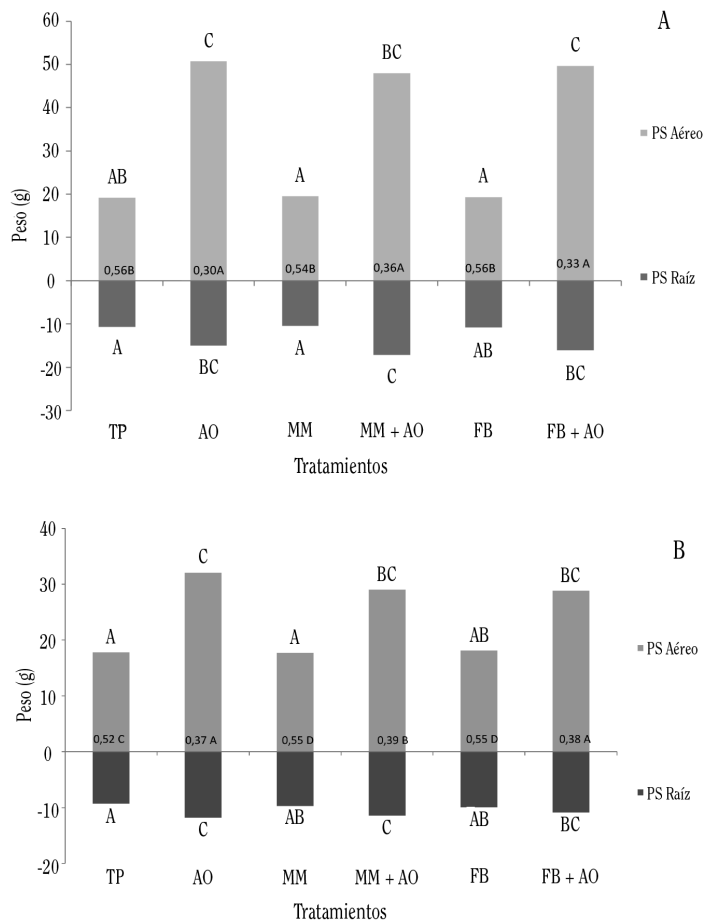 A
60
50
40
30
20
10
0
-10
-20
-30
Peso (g)
AB
C
A
BC
A
C
0,56B
0,30A
0,54B
0,36A
0,56B
0,33 A
A
BC
A
C
AB
BC
TP
AO
MM
MM + AO
FB
FB + AO
Tratamientos
PS Aéreo
PS Raíz
B
40
30
20
10
0
-10
-20
Peso (g)
A
C
A
BC
AB
BC
0,52 C
0,37 A
0,55 D
0,39 B
0,55 D
0,38 A
A
C
AB
C
AB
BC
TP
AO
MM
MM + AO
FB
FB + AO
Tratamientos
PS Aéreo
PS Raíz